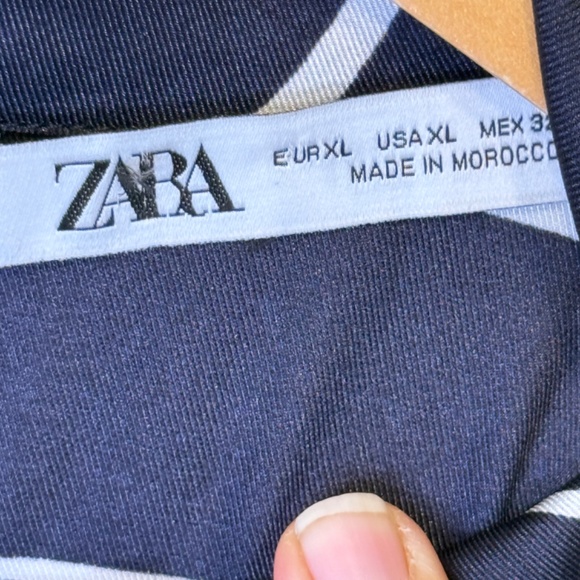 ZARA
EUR XL USA XL MEX 32
MADE IN MOROCCO